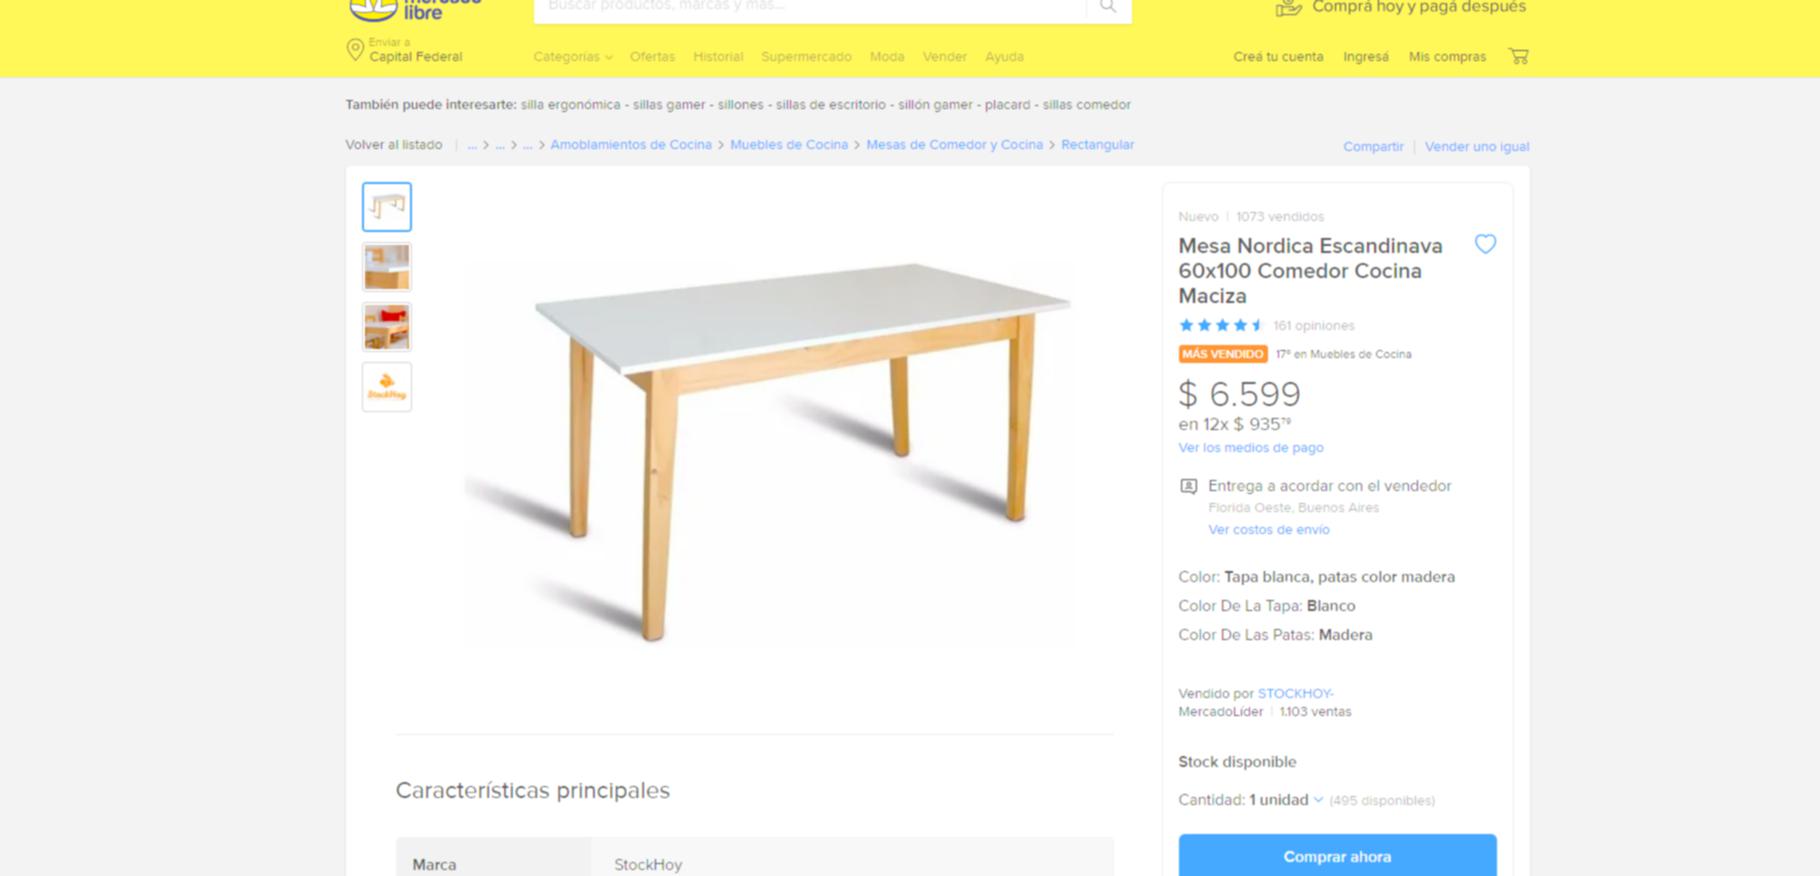 mercado
libre
Buscar productos, marcas y más...
Comprá hoy y pagá después
Enviar a
Capital Federal
Categorías Ofertas Historial Supermercado Moda Vender Ayuda
Creá tu cuenta Ingresá Mis compras
También puede interesarte: silla ergonómica - sillas gamer - sillones - sillas de escritorio - sillón gamer - placard - sillas comedor
Volver al listado | ... > ... > ... > Amoblamientos de Cocina > Muebles de Cocina > Mesas de Comedor y Cocina > Rectangular
Compartir | Vender uno igual
StockHoy
Nuevo | 1073 vendidos
Mesa Nordica Escandinava
60x100 Comedor Cocina
Maciza
161 opiniones
MÁS VENDIDO 17º en Muebles de Cocina
$ 6.599
en 12x $ 935⁷⁹
Ver los medios de pago
Entrega a acordar con el vendedor
Florida Oeste, Buenos Aires
Ver costos de envío
Color: Tapa blanca, patas color madera
Color De La Tapa: Blanco
Color De Las Patas: Madera
Vendido por STOCKHOY-
MercadoLíder | 1.103 ventas
Stock disponible
Cantidad: 1 unidad (495 disponibles)
Comprar ahora
Características principales
Marca StockHoy